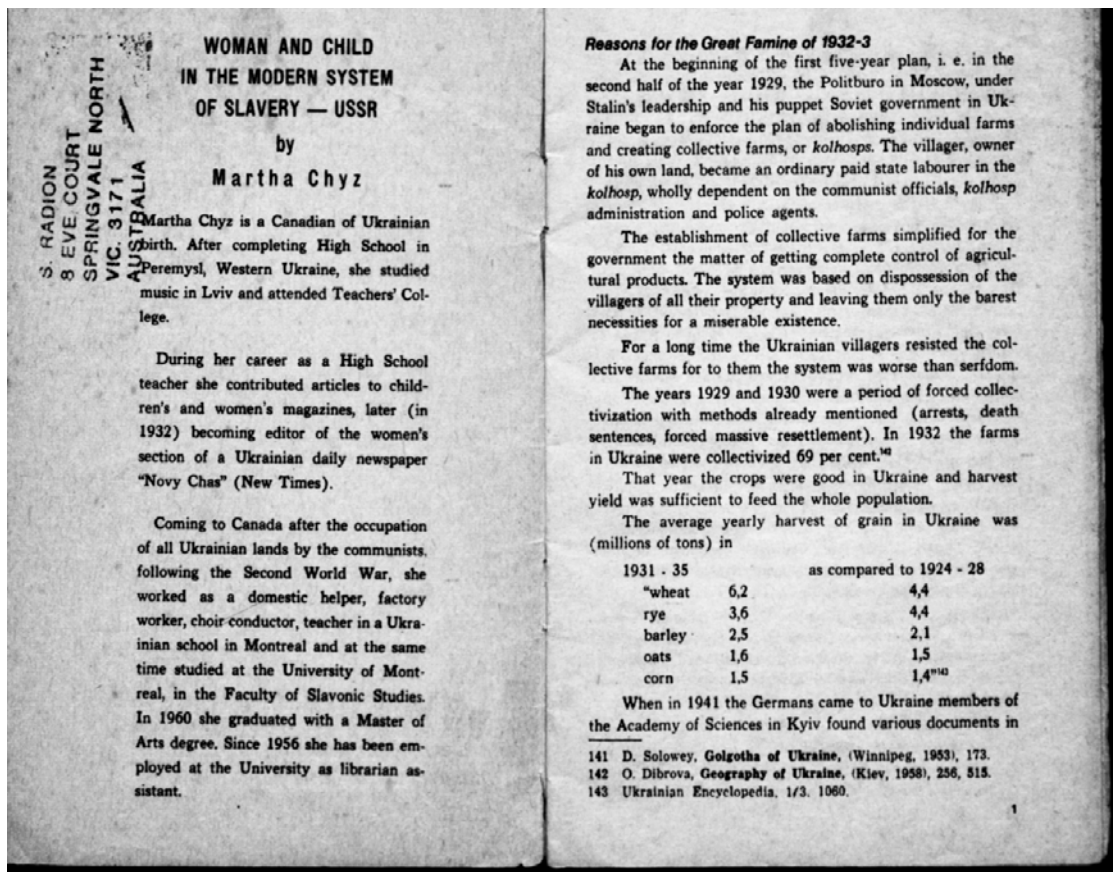 S. RADION
8 EVE COURT
SPRINGVALE NORTH
VIC. 3171
AUSTRALIA
WOMAN AND CHILD
IN THE MODERN SYSTEM
OF SLAVERY — USSR
by
Martha Chyz
Martha Chyz is a Canadian of Ukrainian
birth. After completing High School in
Peremysl, Western Ukraine, she studied
music in Lviv and attended Teachers' Col-
lege.
During her career as a High School
teacher she contributed articles to child-
ren's and women's magazines, later (in
1932) becoming editor of the women's
section of a Ukrainian daily newspaper
"Novy Chas" (New Times).
Coming to Canada after the occupation
of all Ukrainian lands by the communists,
following the Second World War, she
worked as a domestic helper, factory
worker, choir conductor, teacher in a Ukra-
inian school in Montreal and at the same
time studied at the University of Mont-
real, in the Faculty of Slavonic Studies.
In 1960 she graduated with a Master of
Arts degree. Since 1956 she has been em-
ployed at the University as librarian as-
sistant.
Reasons for the Great Famine of 1932-3
At the beginning of the first five-year plan, i. e. in the
second half of the year 1929, the Politburo in Moscow, under
Stalin's leadership and his puppet Soviet government in Uk-
raine began to enforce the plan of abolishing individual farms
and creating collective farms, or kolhosps. The villager, owner
of his own land, became an ordinary paid state labourer in the
kolhosp, wholly dependent on the communist officials, kolhosp
administration and police agents.
The establishment of collective farms simplified for the
government the matter of getting complete control of agricul-
tural products. The system was based on dispossession of the
villagers of all their property and leaving them only the barest
necessities for a miserable existence.
For a long time the Ukrainian villagers resisted the col-
lective farms for to them the system was worse than serfdom.
The years 1929 and 1930 were a period of forced collec-
tivization with methods already mentioned (arrests, death
sentences, forced massive resettlement). In 1932 the farms
in Ukraine were collectivized 69 per cent.¹⁴²
That year the crops were good in Ukraine and harvest
yield was sufficient to feed the whole population.
The average yearly harvest of grain in Ukraine was
(millions of tons) in
1931 - 35 as compared to 1924 - 28
"wheat 6,2 4,4
rye 3,6 4,4
barley 2,5 2,1
oats 1,6 1,5
corn 1,5 1,4"¹⁴³
When in 1941 the Germans came to Ukraine members of
the Academy of Sciences in Kyiv found various documents in
141 D. Solowey, Golgotha of Ukraine, (Winnipeg, 1953), 173.
142 O. Dibrova, Geography of Ukraine, (Kiev, 1958), 256, 515.
143 Ukrainian Encyclopedia, 1/3. 1060.
1